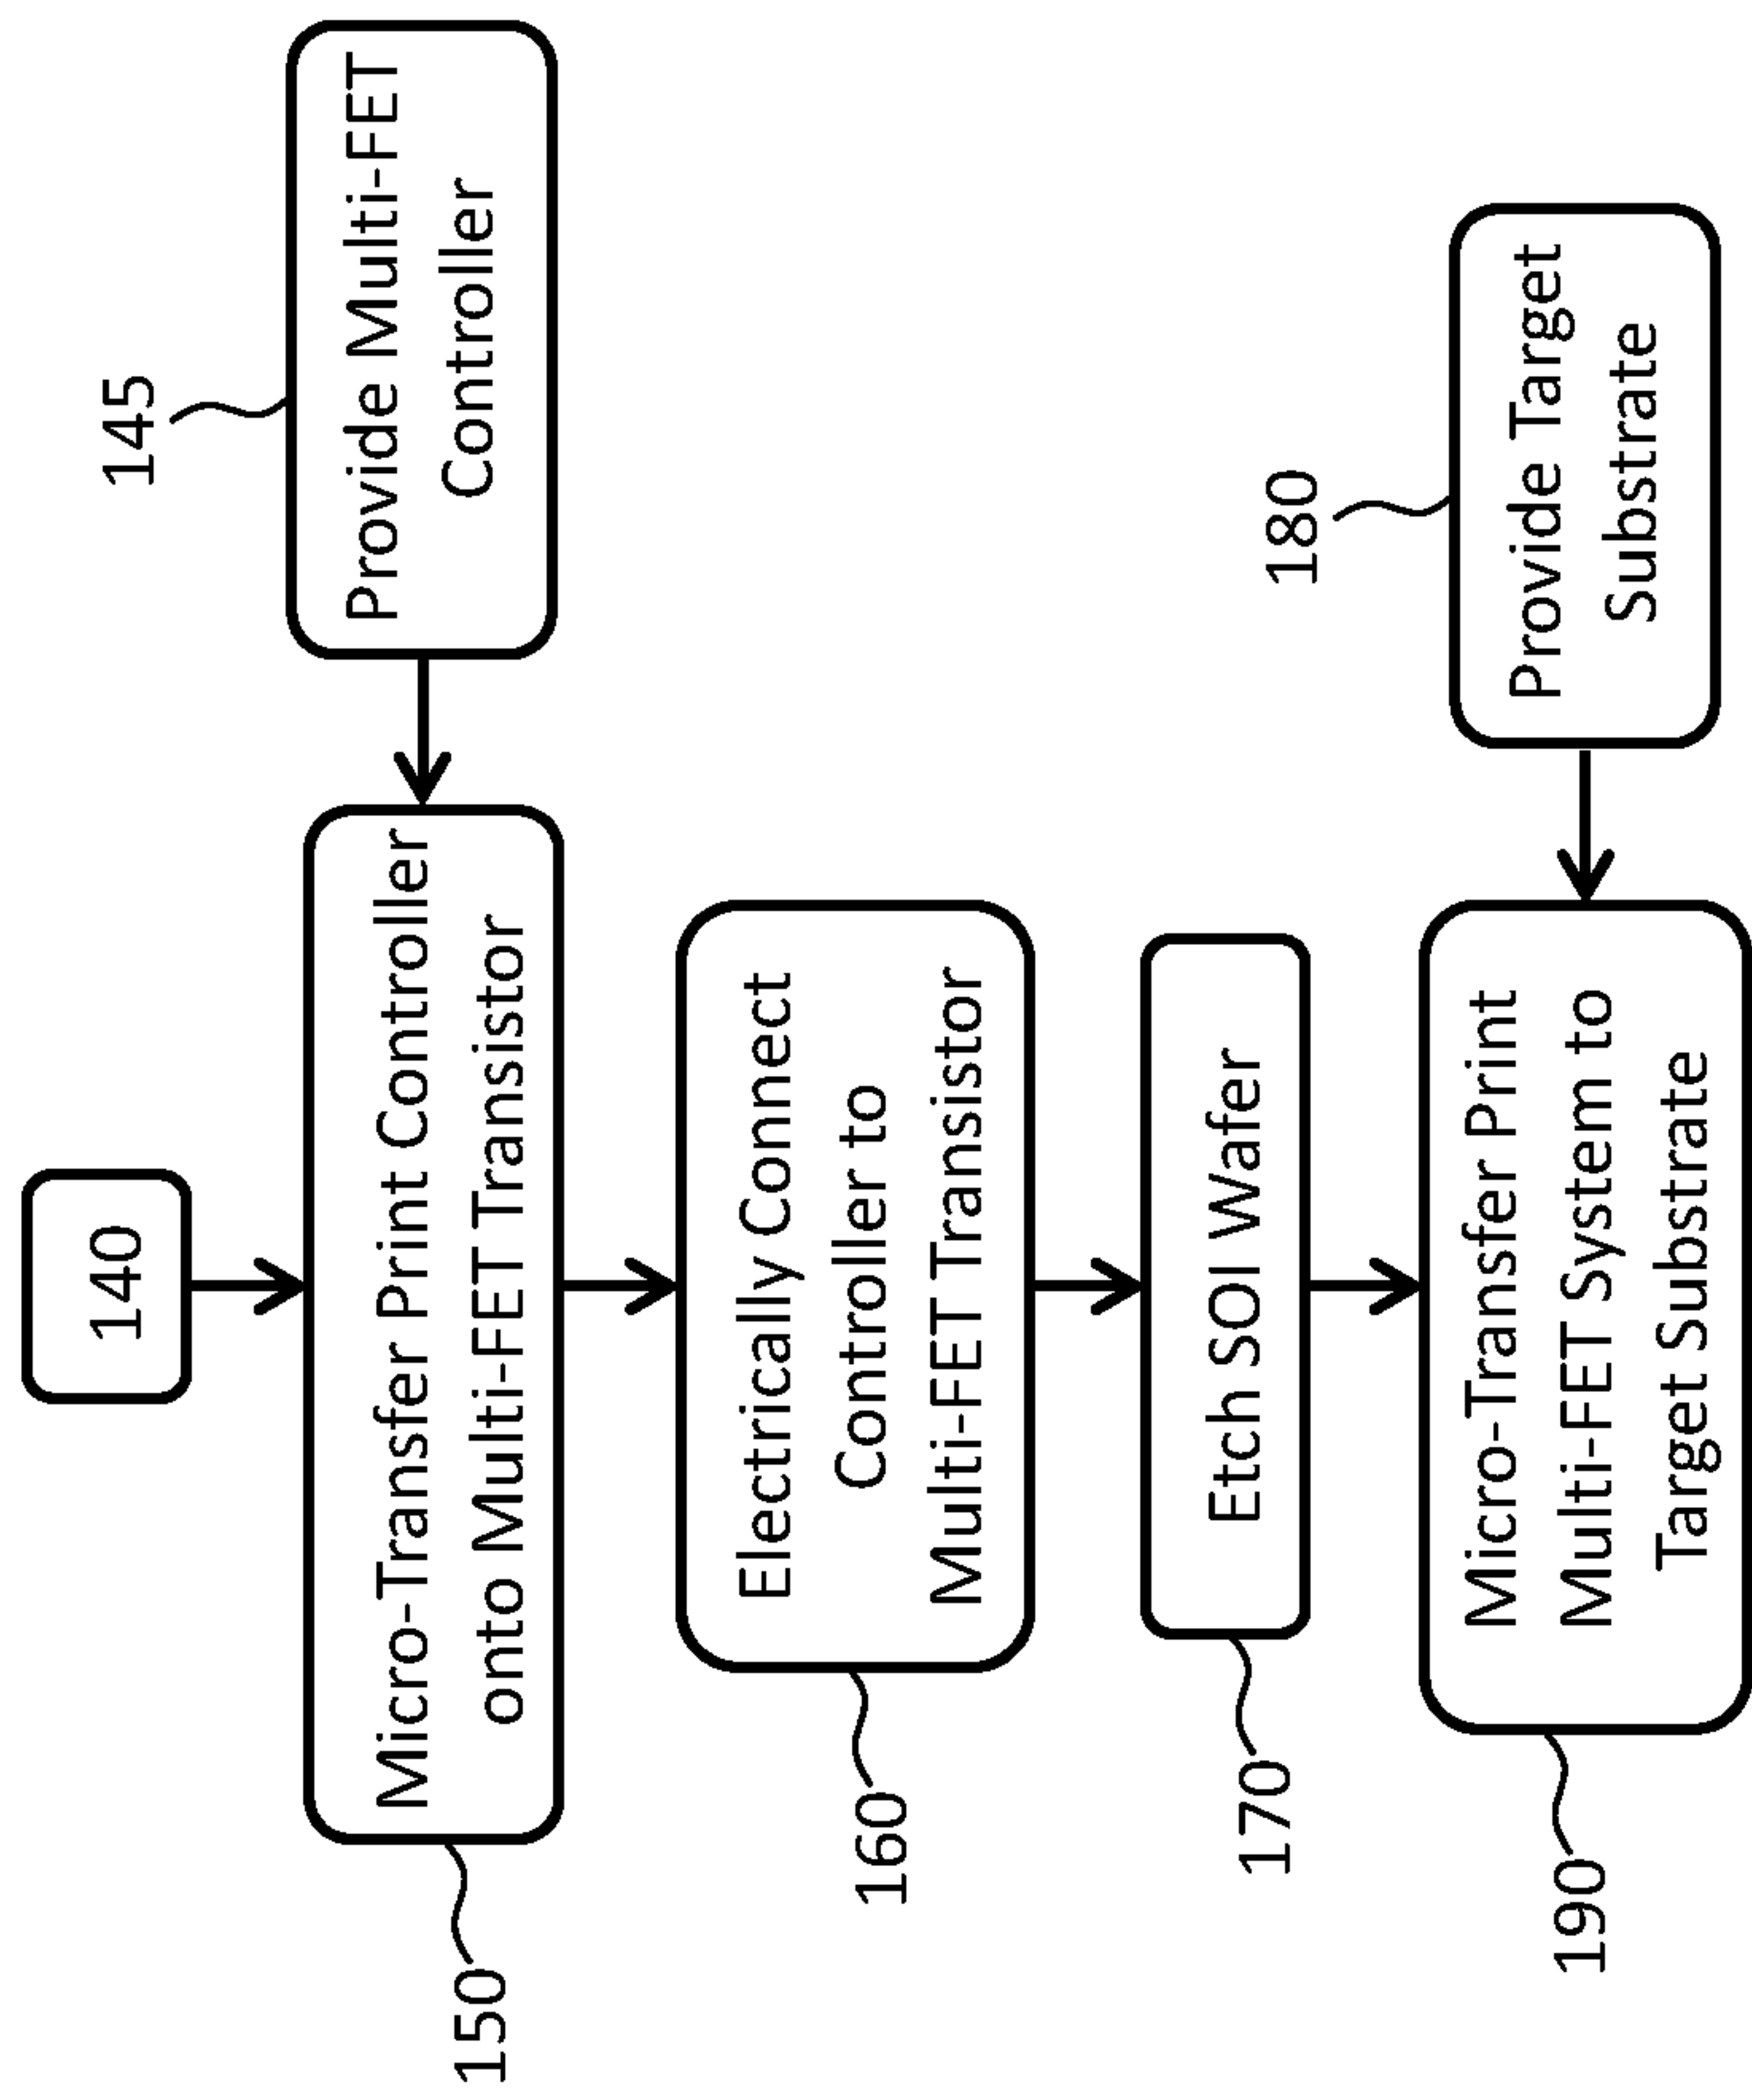 140
145
Provide Multi-FET
Controller
150
Micro-Transfer Print Controller
onto Multi-FET Transistor
160
Electrically Connect
Controller to
Multi-FET Transistor
170
Etch SOI Wafer
180
Provide Target
Substrate
190
Micro-Transfer Print
Multi-FET System to
Target Substrate